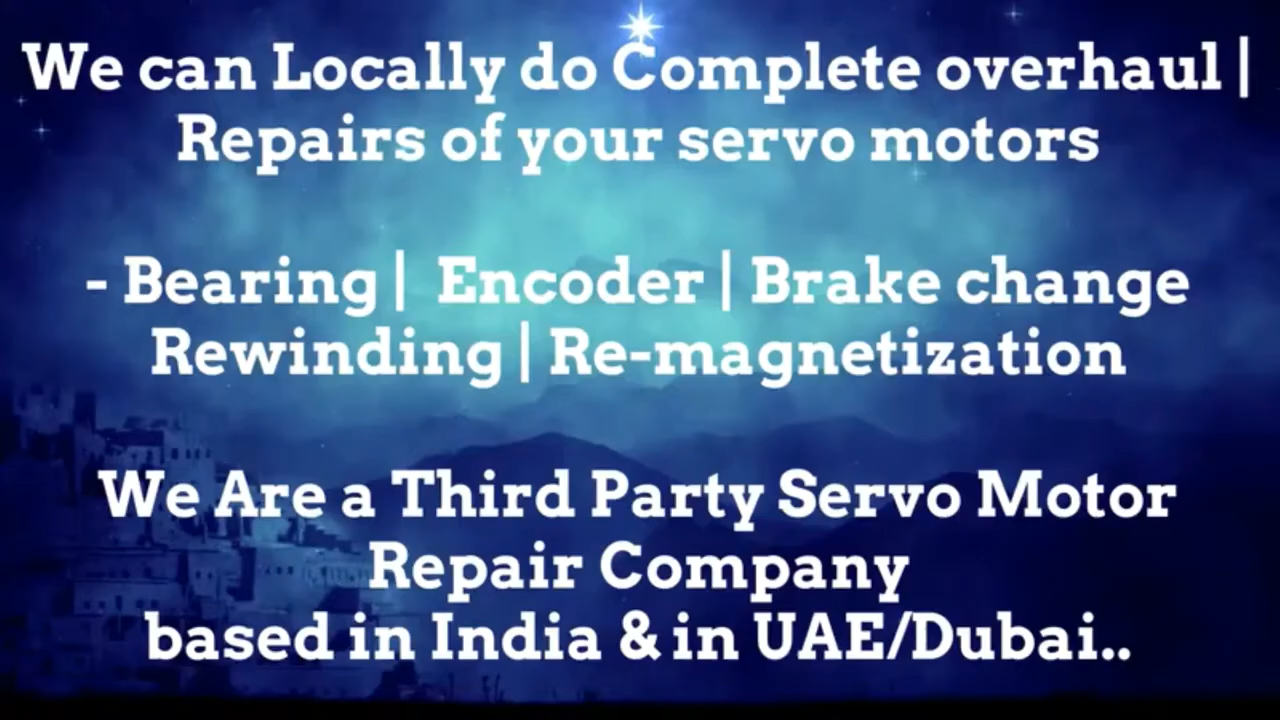 We can Locally do Complete overhaul |
Repairs of your servo motors
- Bearing | Encoder | Brake change
Rewinding | Re-magnetization
We Are a Third Party Servo Motor
Repair Company
based in India & in UAE/Dubai..